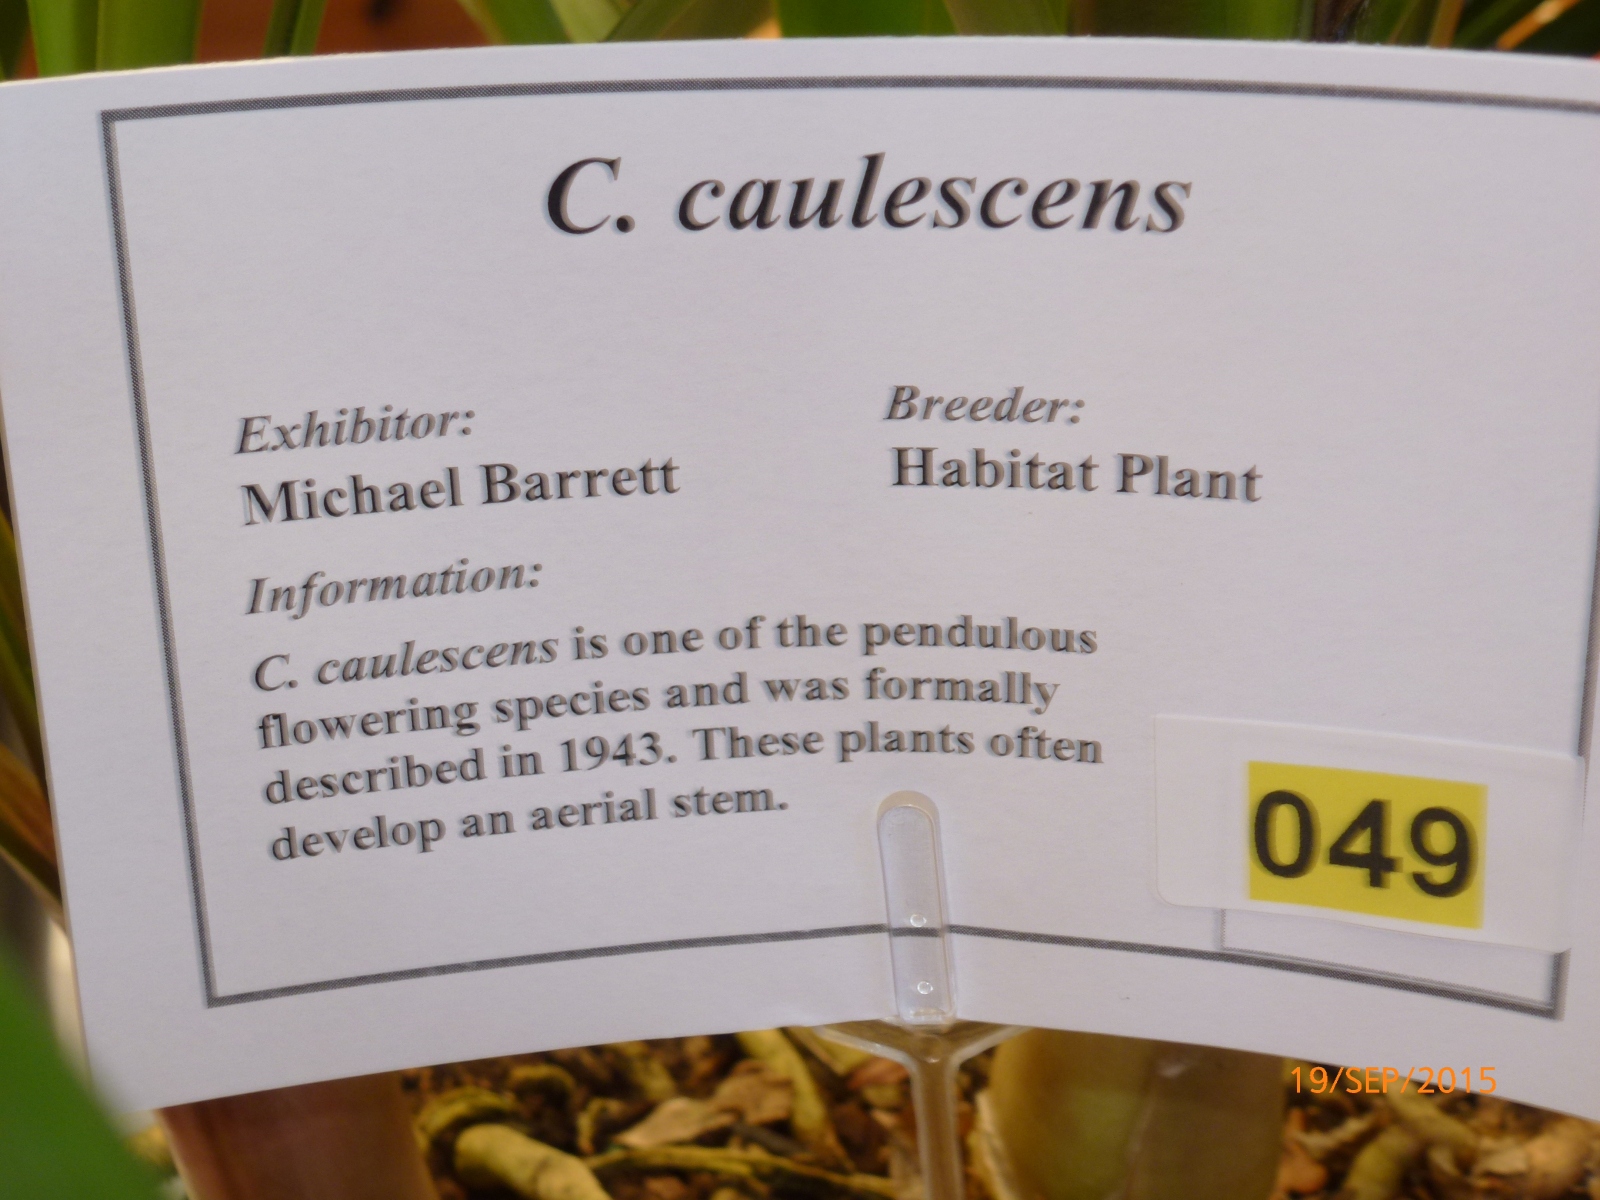 C. caulescens
Exhibitor:
Breeder:
Michael Barrett
Habitat Plant
Information:
C. caulescens is one of the pendulous
flowering species and was formally
described in 1943. These plants often
develop an aerial stem.
049
19/SEP/2015